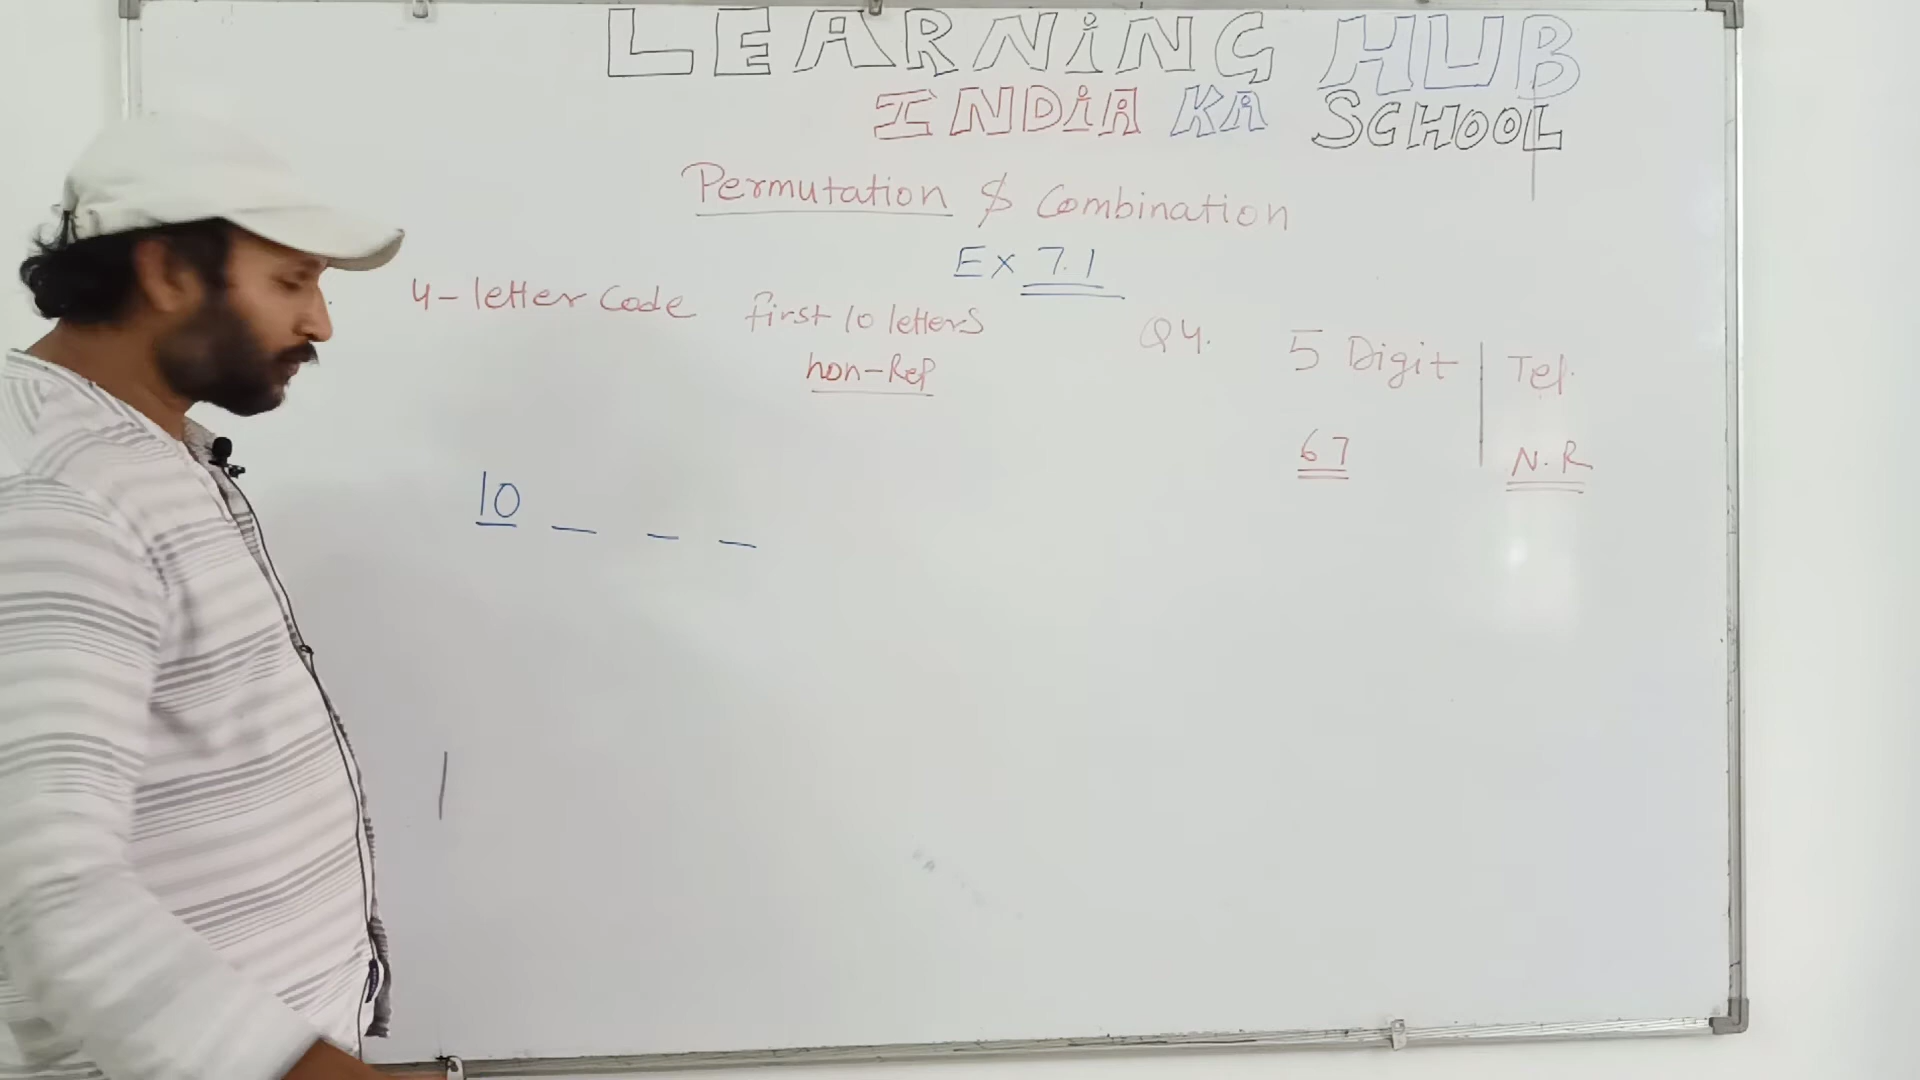 LEARNiNG HUB
INDiA KA SCHOOL
Permutation & Combination
Ex 7.1
4-letter Code first 10 letters
non-Rep
Q4. 5 Digit | Tel.
67 N.R
10 _ _ _